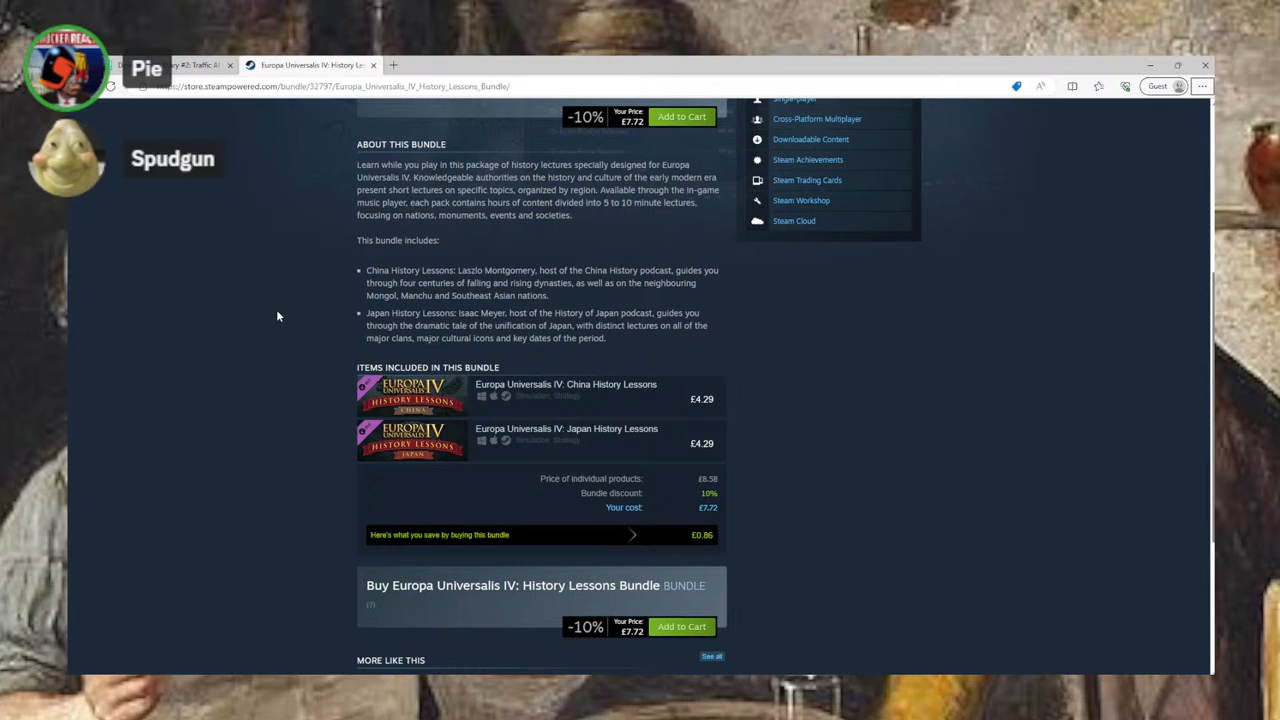 Pie
Spudgun
#2: Traffic
Europa Universalis IV: History Le
https://store.steampowered.com/bundle/32797/Europa_Universalis_IV_History_Lessons_Bundle/
Guest
-10%
Your Price:
£7.72
Add to Cart
Single-player
Cross-Platform Multiplayer
Downloadable Content
Steam Achievements
Steam Trading Cards
Steam Workshop
Steam Cloud
ABOUT THIS BUNDLE
Learn while you play in this package of history lectures specially designed for Europa
Universalis IV. Knowledgeable authorities on the history and culture of the early modern era
present short lectures on specific topics, organized by region. Available through the in-game
music player, each pack contains hours of content divided into 5 to 10 minute lectures,
focusing on nations, monuments, events and societies.
This bundle includes:
China History Lessons: Laszlo Montgomery, host of the China History podcast, guides you
through four centuries of falling and rising dynasties, as well as on the neighbouring
Mongol, Manchu and Southeast Asian nations.
Japan History Lessons: Isaac Meyer, host of the History of Japan podcast, guides you
through the dramatic tale of the unification of Japan, with distinct lectures on all of the
major clans, major cultural icons and key dates of the period.
ITEMS INCLUDED IN THIS BUNDLE
EUROPA
UNIVERSALIS IV
HISTORY LESSONS
CHINA
Europa Universalis IV: China History Lessons
Simulation, Strategy
£4.29
EUROPA
UNIVERSALIS IV
HISTORY LESSONS
JAPAN
Europa Universalis IV: Japan History Lessons
Simulation, Strategy
£4.29
Price of individual products: £8.58
Bundle discount: 10%
Your cost: £7.72
Here's what you save by buying this bundle £0.86
Buy Europa Universalis IV: History Lessons Bundle BUNDLE
(?)
-10%
Your Price:
£7.72
Add to Cart
MORE LIKE THIS
See all